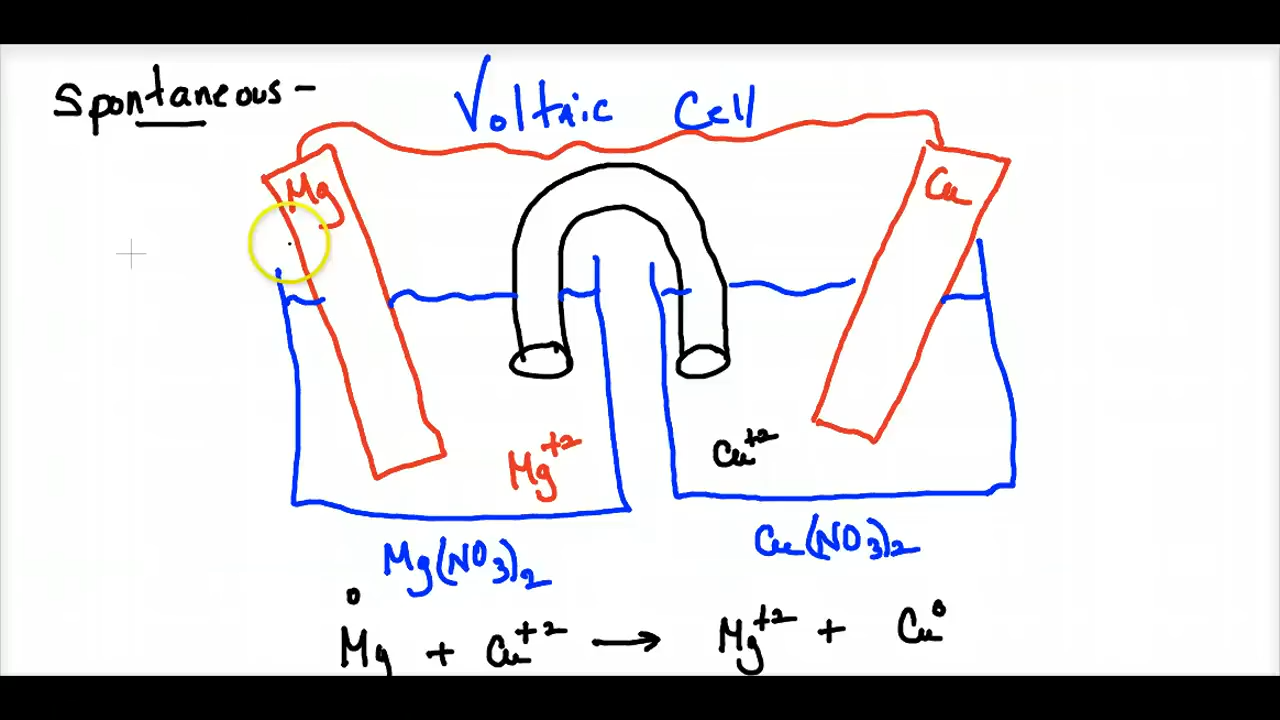 Spontaneous -
Voltaic Cell
Mg
Cu
Mg+2
Cu+2
Mg(NO3)2
Cu(NO3)2
Mg0 + Cu+2 → Mg+2 + Cu0